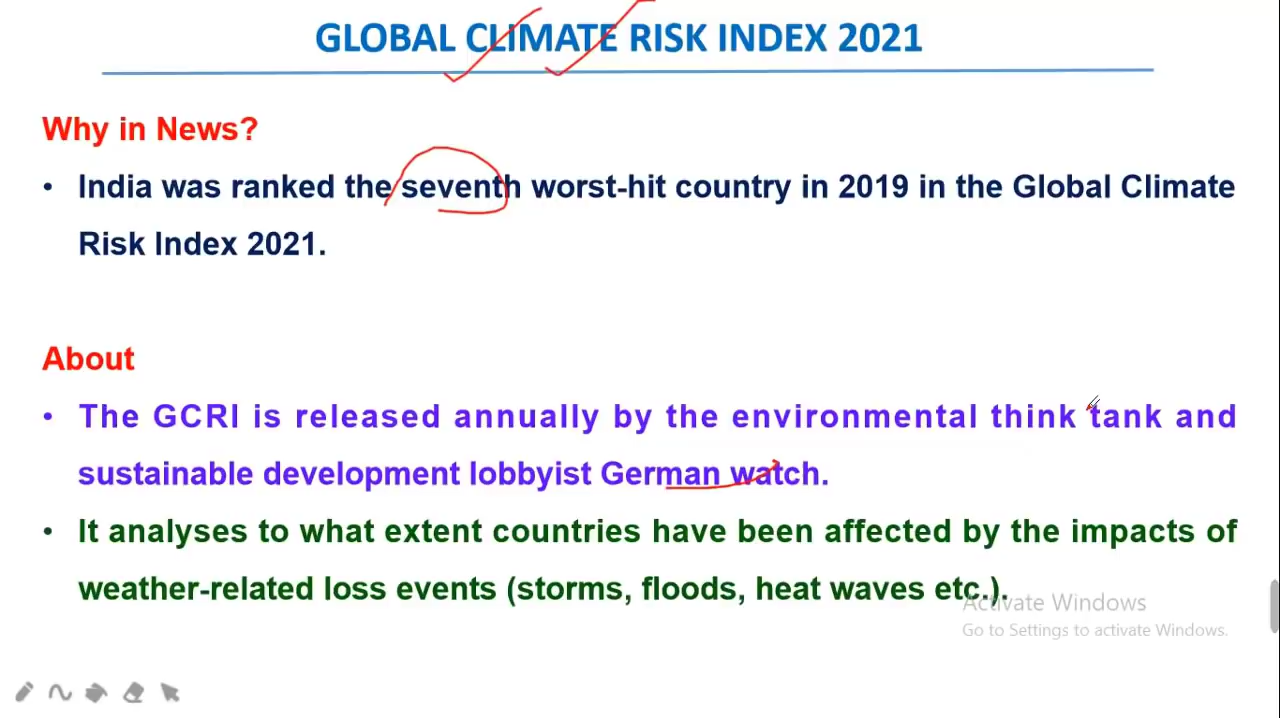 GLOBAL CLIMATE RISK INDEX 2021
Why in News?
• India was ranked the seventh worst-hit country in 2019 in the Global Climate
Risk Index 2021.
About
• The GCRI is released annually by the environmental think tank and
sustainable development lobbyist German watch.
• It analyses to what extent countries have been affected by the impacts of
weather-related loss events (storms, floods, heat waves etc.).
Activate Windows
Go to Settings to activate Windows.